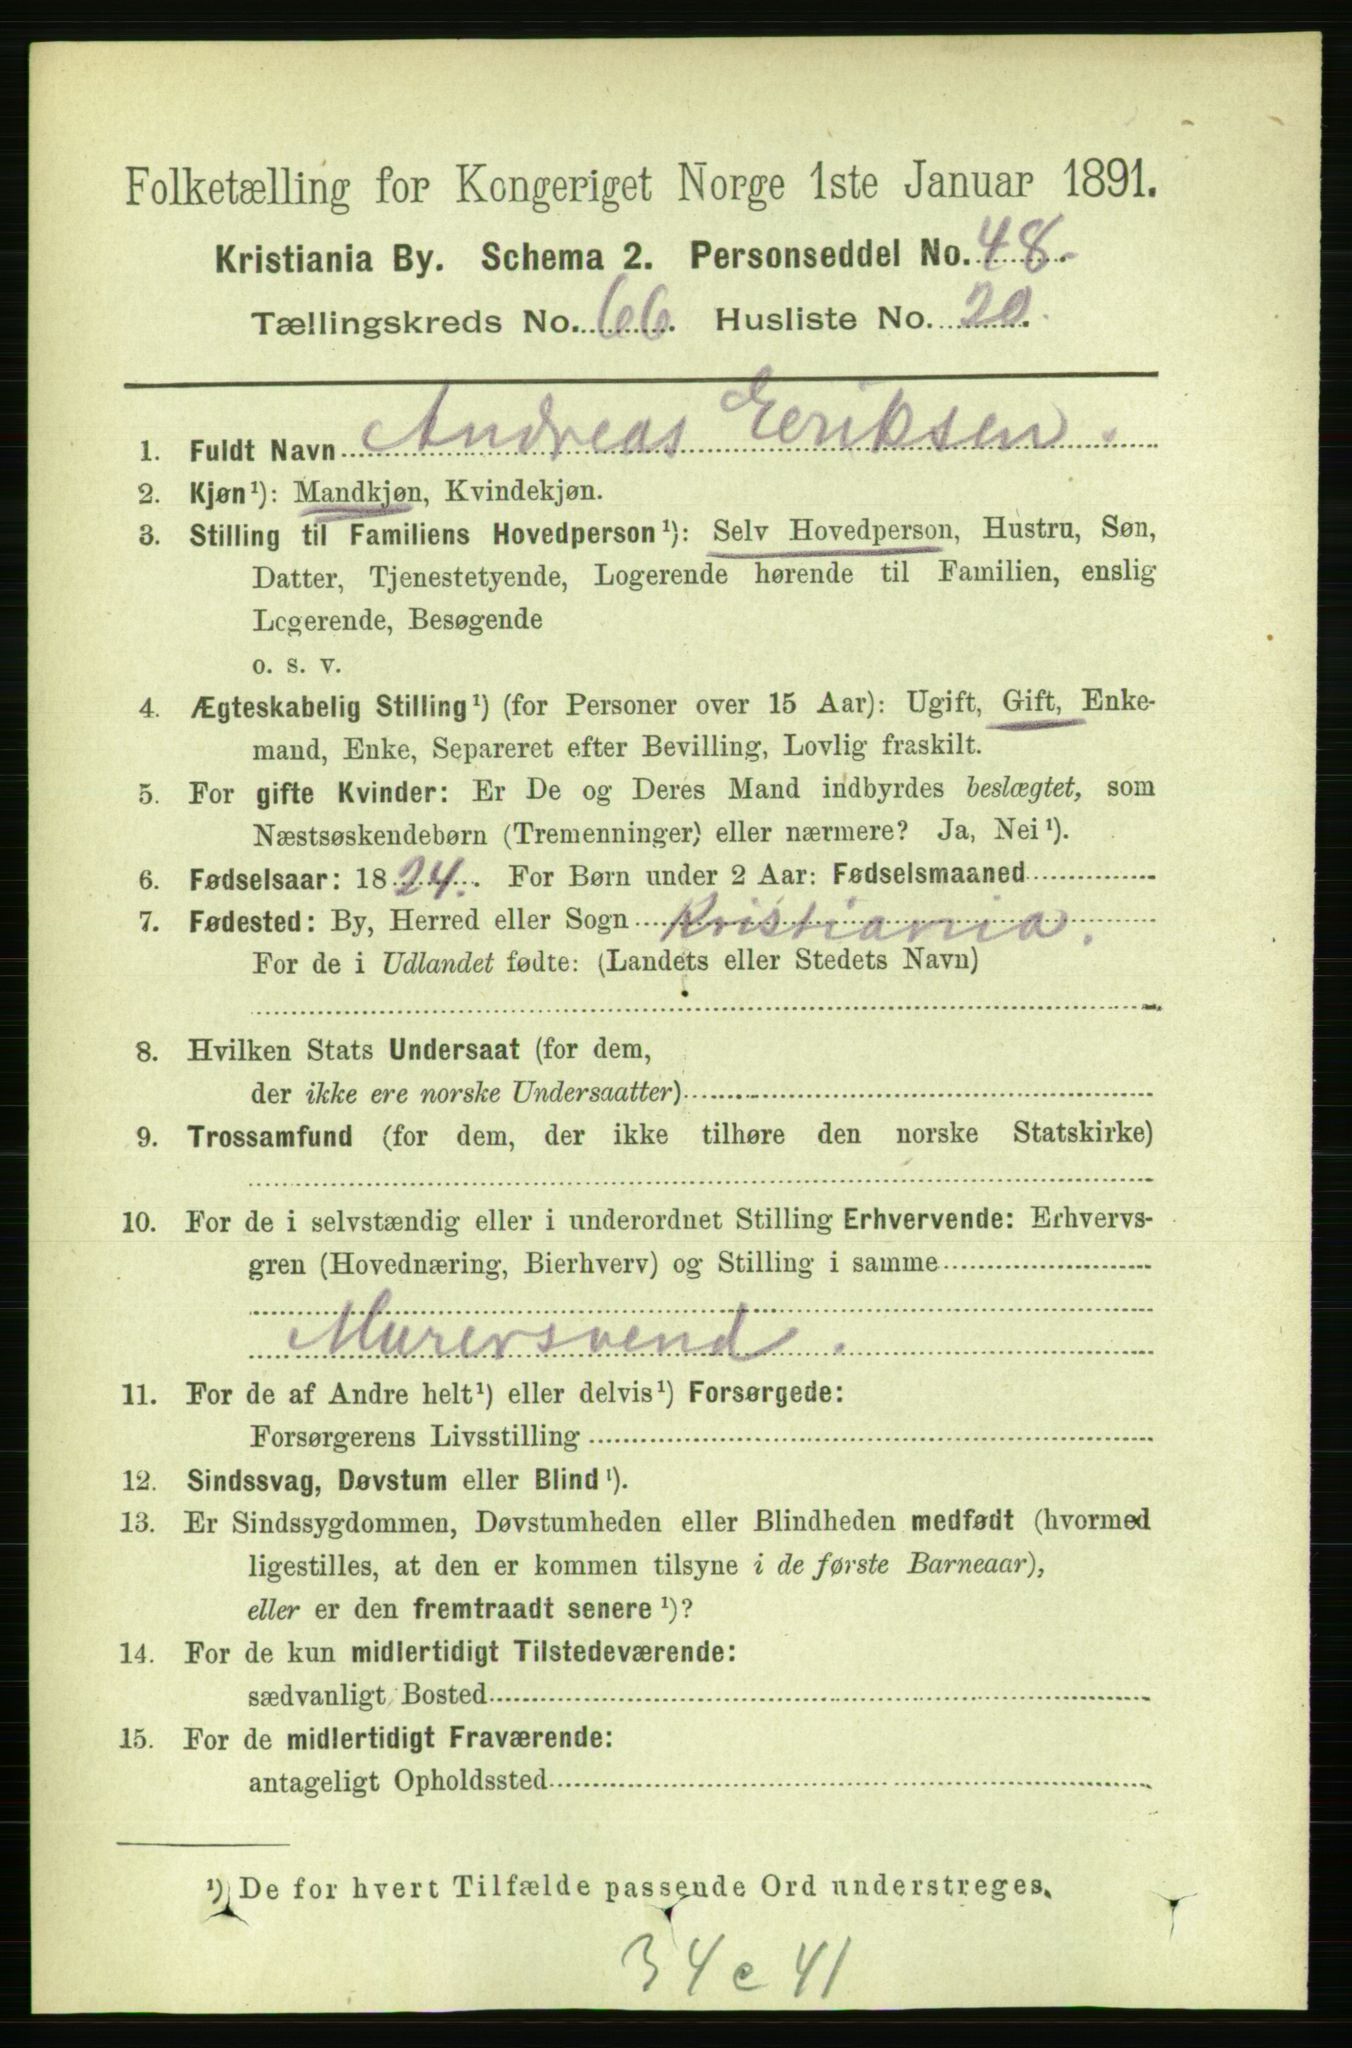 Folketælling for Kongeriget Norge 1ste Januar 1891.
Kristiania By. Schema 2. Personseddel No. 48.
Tællingskreds No. 66. Husliste No. 20.
1. Fuldt Navn Andreas Eriksen.
2. Kjøn¹): Mandkjøn, Kvindekjøn.
3. Stilling til Familiens Hovedperson¹): Selv Hovedperson, Hustru, Søn,
Datter, Tjenestetyende, Logerende hørende til Familien, enslig
Logerende, Besøgende
o. s. v.
4. Ægteskabelig Stilling¹) (for Personer over 15 Aar): Ugift, Gift, Enke-
mand, Enke, Separeret efter Bevilling, Lovlig fraskilt.
5. For gifte Kvinder: Er De og Deres Mand indbyrdes beslægtet, som
Næstsøskendebørn (Tremenninger) eller nærmere? Ja, Nei¹).
6. Fødselsaar: 1824. For Børn under 2 Aar: Fødselsmaaned
7. Fødested: By, Herred eller Sogn Kristiania.
For de i Udlandet fødte: (Landets eller Stedets Navn)
8. Hvilken Stats Undersaat (for dem,
der ikke ere norske Undersaatter)
9. Trossamfund (for dem, der ikke tilhøre den norske Statskirke)
10. For de i selvstændig eller i underordnet Stilling Erhvervende: Erhvervs-
gren (Hovednæring, Bierhverv) og Stilling i samme
Murersvend.
11. For de af Andre helt¹) eller delvis¹) Forsørgede:
Forsørgerens Livsstilling
12. Sindssvag, Døvstum eller Blind¹).
13. Er Sindssygdommen, Døvstumheden eller Blindheden medfødt (hvormed
ligestilles, at den er kommen tilsyne i de første Barneaar),
eller er den fremtraadt senere¹)?
14. For de kun midlertidigt Tilstedeværende:
sædvanligt Bosted
15. For de midlertidigt Fraværende:
antageligt Opholdssted
¹) De for hvert Tilfælde passende Ord understreges.
34 e 41